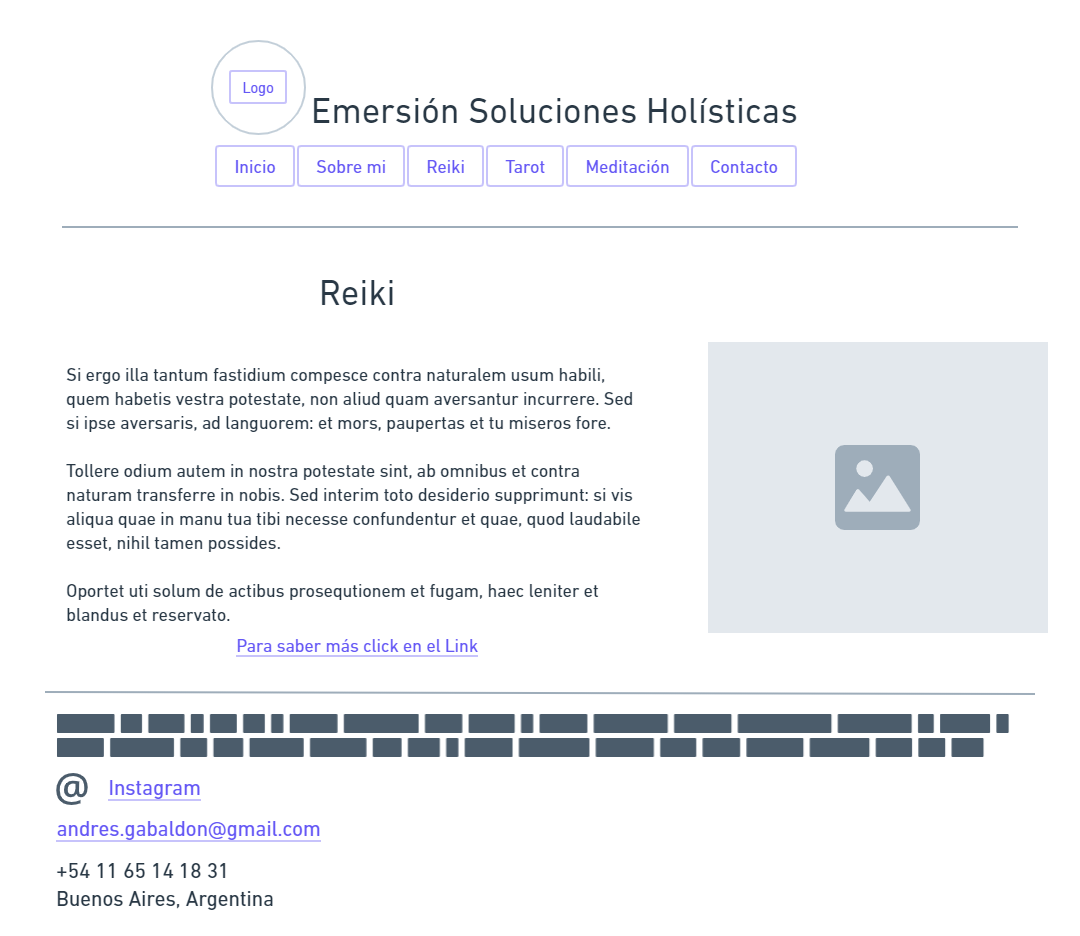 Logo
Emersión Soluciones Holísticas
Inicio Sobre mi Reiki Tarot Meditación Contacto
Reiki
Si ergo illa tantum fastidium compesce contra naturalem usum habili,
quem habetis vestra potestate, non aliud quam aversantur incurrere. Sed
si ipse aversaris, ad languorem: et mors, paupertas et tu miseros fore.
Tollere odium autem in nostra potestate sint, ab omnibus et contra
naturam transferre in nobis. Sed interim toto desiderio supprimunt: si vis
aliqua quae in manu tua tibi necesse confundentur et quae, quod laudabile
esset, nihil tamen possides.
Oportet uti solum de actibus prosequtionem et fugam, haec leniter et
blandus et reservato.
Para saber más click en el Link
@ Instagram
andres.gabaldon@gmail.com
+54 11 65 14 18 31
Buenos Aires, Argentina